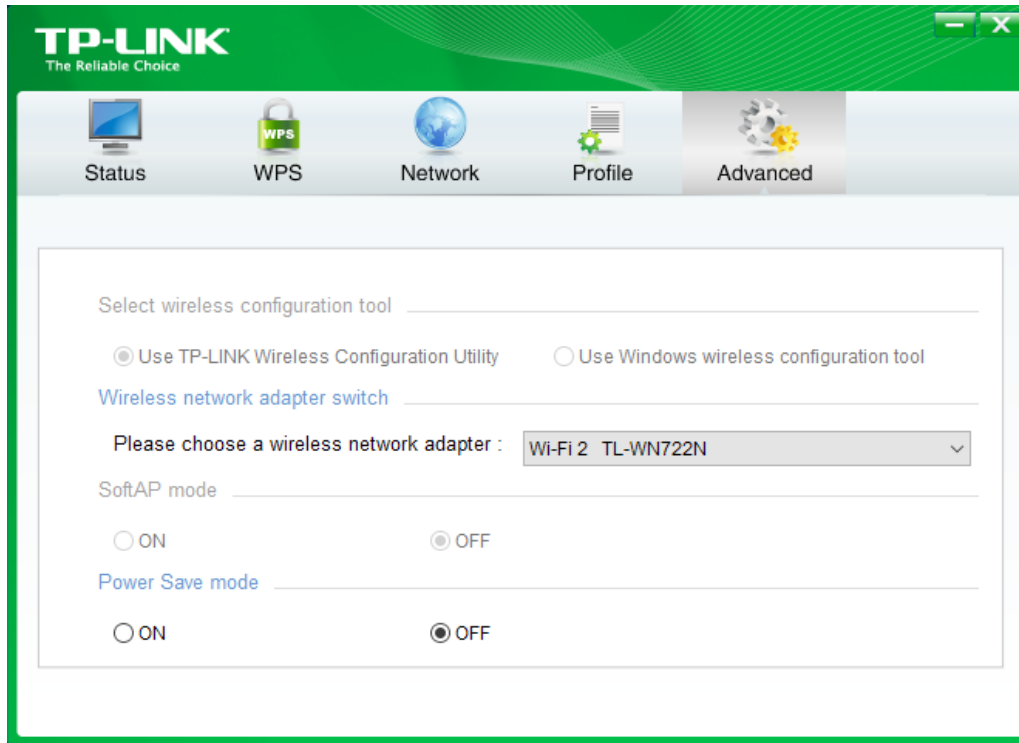 TP-LINK
The Reliable Choice
WPS
Status WPS Network Profile Advanced
Select wireless configuration tool
Use TP-LINK Wireless Configuration Utility Use Windows wireless configuration tool
Wireless network adapter switch
Please choose a wireless network adapter : Wi-Fi 2 TL-WN722N
SoftAP mode
ON OFF
Power Save mode
ON OFF